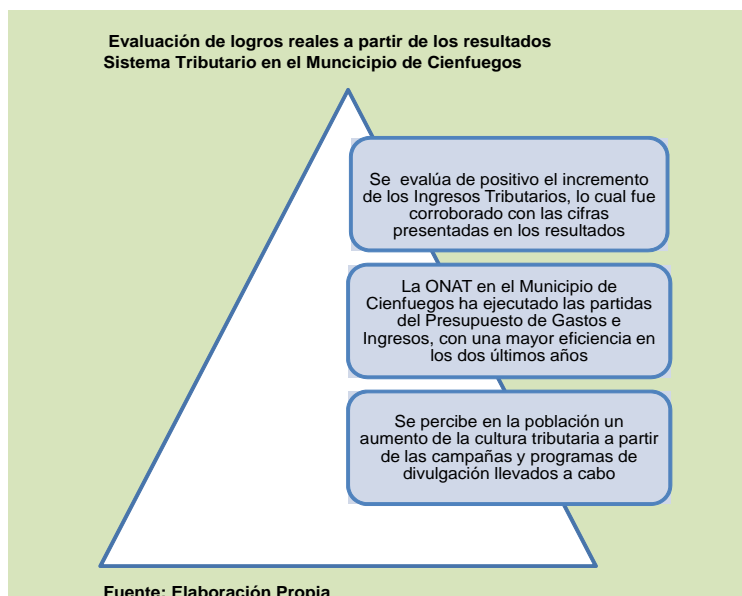 Evaluación de logros reales a partir de los resultados
Sistema Tributario en el Muncicipio de Cienfuegos
Se evalúa de positivo el incremento
de los Ingresos Tributarios, lo cual fue
corroborado con las cifras
presentadas en los resultados
La ONAT en el Municipio de
Cienfuegos ha ejecutado las partidas
del Presupuesto de Gastos e
Ingresos, con una mayor eficiencia en
los dos últimos años
Se percibe en la población un
aumento de la cultura tributaria a partir
de las campañas y programas de
divulgación llevados a cabo
Fuente: Elaboración Propia